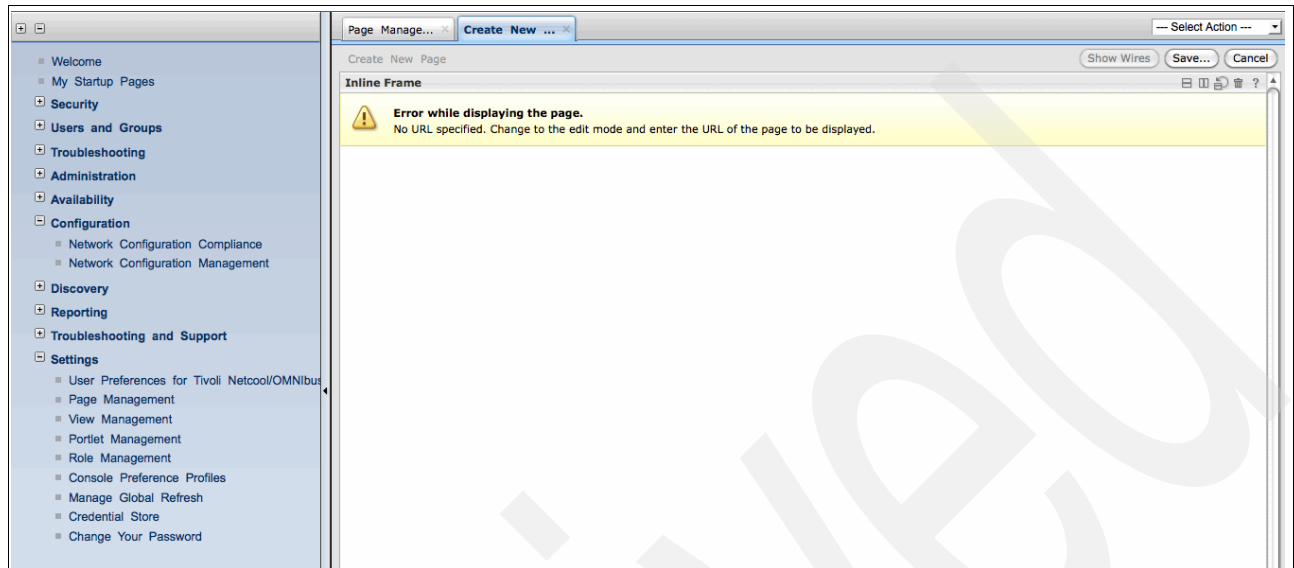 Page Manage...
Create New ...
--- Select Action ---
Welcome
My Startup Pages
Security
Users and Groups
Troubleshooting
Administration
Availability
Configuration
Network Configuration Compliance
Network Configuration Management
Discovery
Reporting
Troubleshooting and Support
Settings
User Preferences for Tivoli Netcool/OMNIbus
Page Management
View Management
Portlet Management
Role Management
Console Preference Profiles
Manage Global Refresh
Credential Store
Change Your Password
Create New Page
Show Wires
Save...
Cancel
Inline Frame
?
Error while displaying the page.
No URL specified. Change to the edit mode and enter the URL of the page to be displayed.
ved